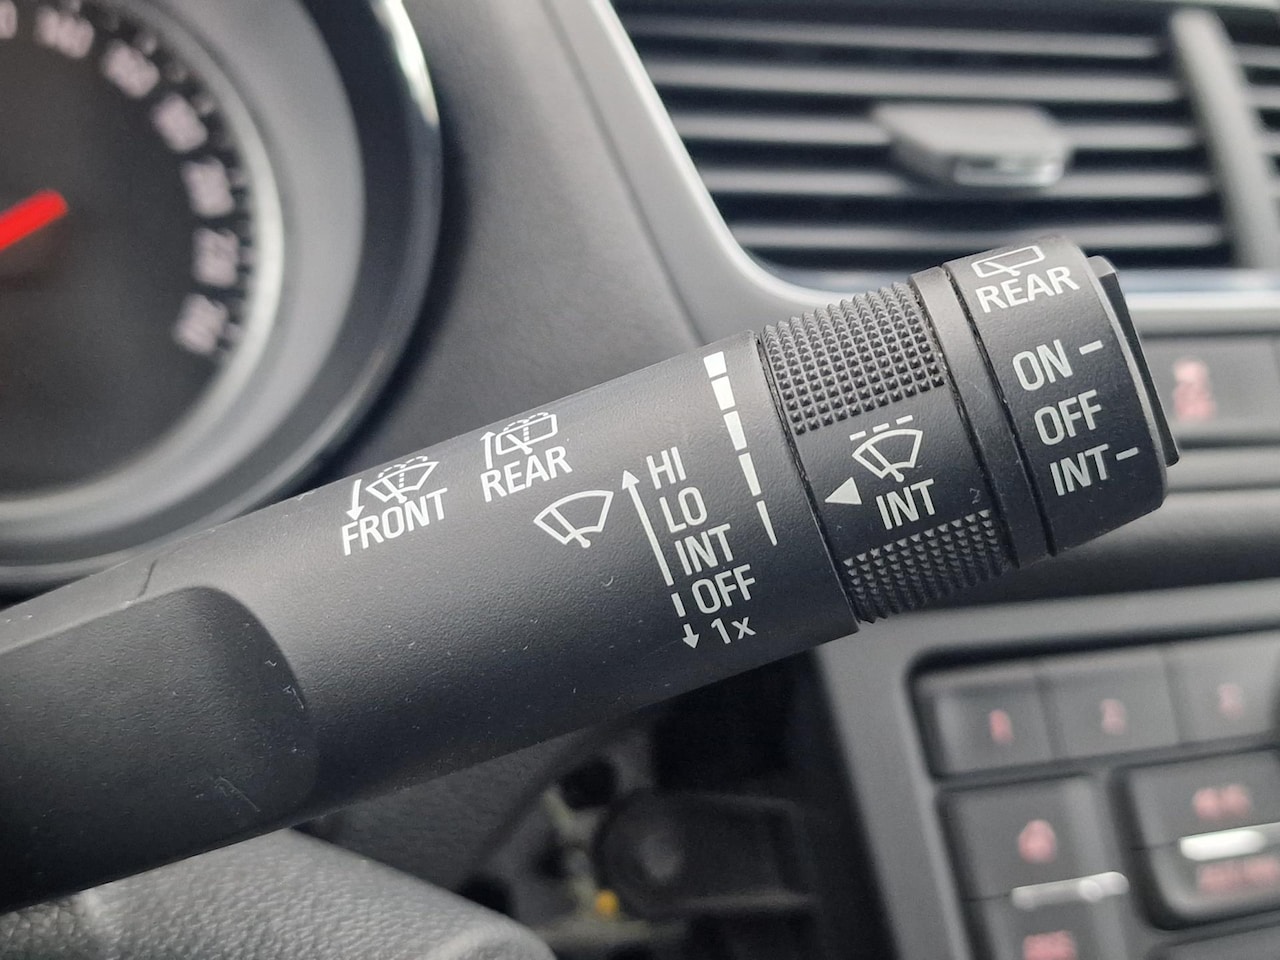 FRONT
REAR
HI
LO
INT
OFF
1x
INT
REAR
ON
OFF
INT